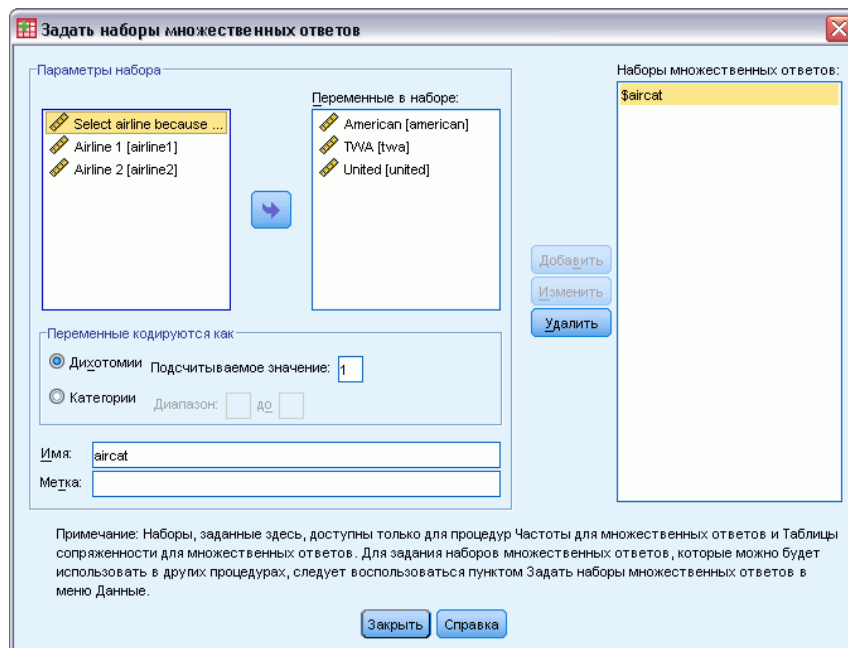 Задать наборы множественных ответов
Параметры набора
Select airline because ...
Airline 1 [airline1]
Airline 2 [airline2]
Переменные в наборе:
American [american]
TWA [twa]
United [united]
Переменные кодируются как
Дихотомии Подсчитываемое значение: 1
Категории Диапазон: до
Имя: aircat
Метка:
Наборы множественных ответов:
$aircat
Добавить
Изменить
Удалить
Примечание: Наборы, заданные здесь, доступны только для процедур Частоты для множественных ответов и Таблицы
сопряженности для множественных ответов. Для задания наборов множественных ответов, которые можно будет
использовать в других процедурах, следует воспользоваться пунктом Задать наборы множественных ответов в
меню Данные.
Закрыть Справка